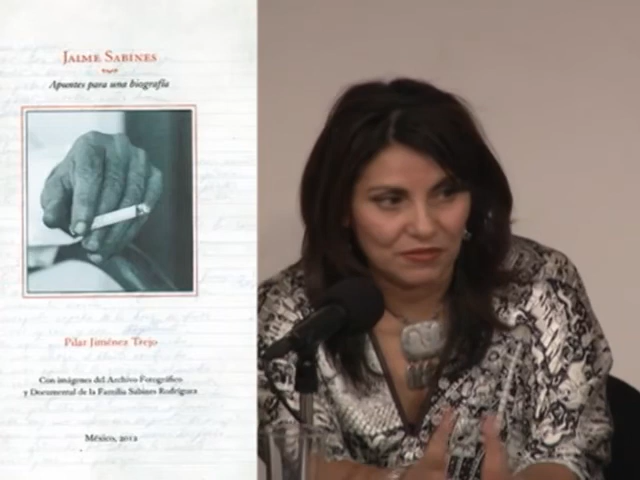 Jaime Sabines
Apuntes para una biografía
Pilar Jiménez Trejo
Con imágenes del Archivo Fotográfico
y Documental de la Familia Sabines Rodríguez
México, 2012